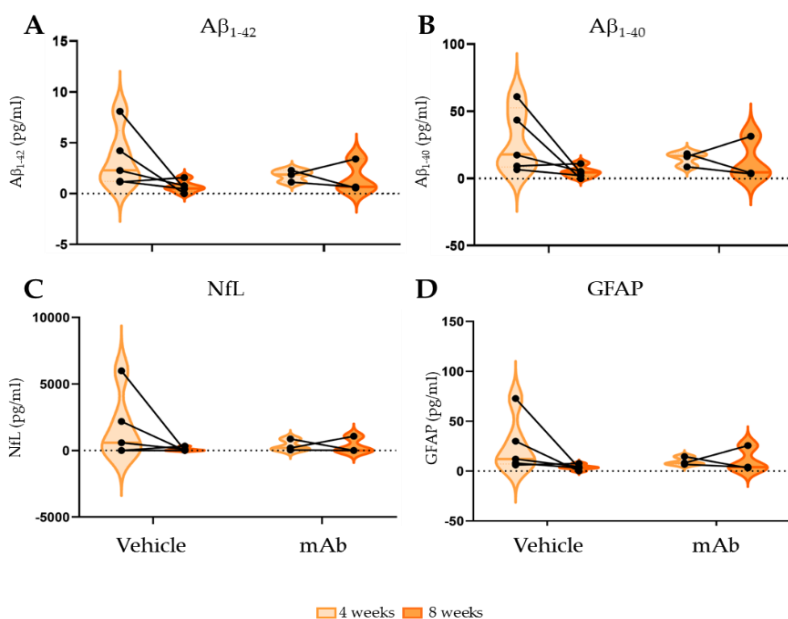 A
Aβ1-42
Aβ1-42 (pg/ml)
15
10
5
0
-5
B
Aβ1-40
Aβ1-40 (pg/ml)
100
50
0
-50
C
NfL
NfL (pg/ml)
10000
5000
0
-5000
Vehicle
mAb
D
GFAP
GFAP (pg/ml)
150
100
50
0
-50
Vehicle
mAb
4 weeks 8 weeks